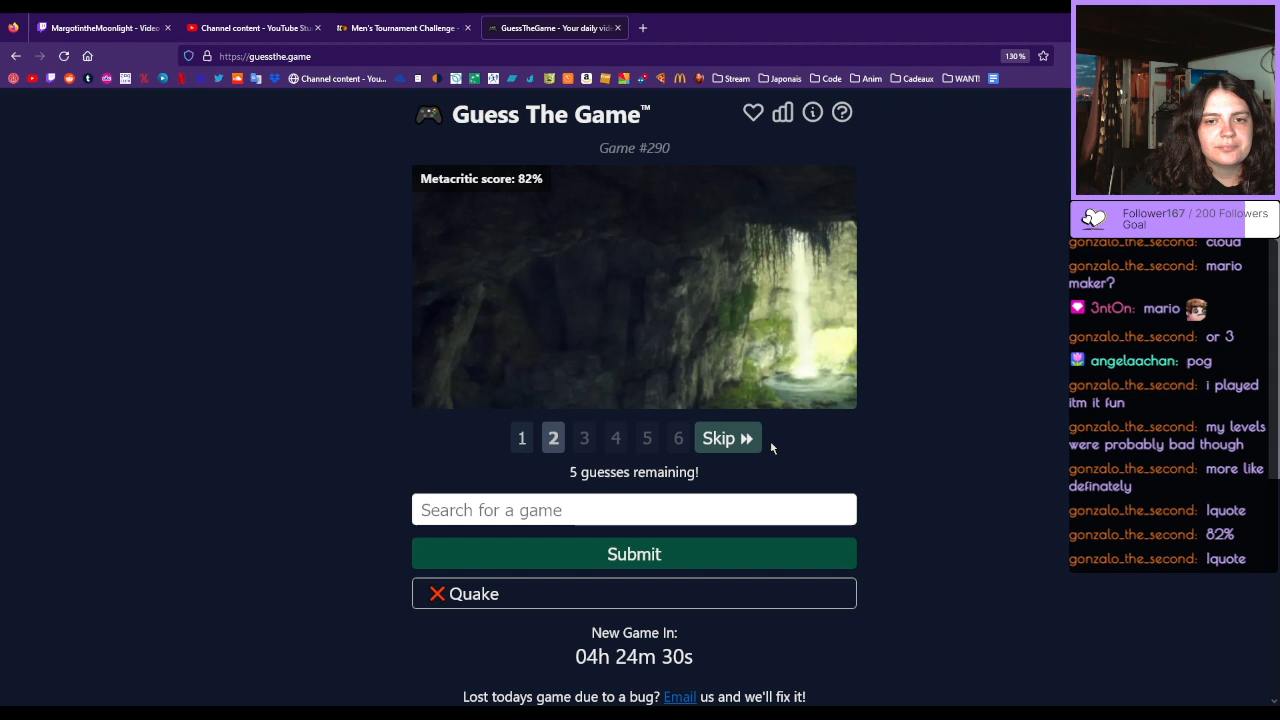 MargotintheMoonlight - Video
Channel content - YouTube Stu
Men's Tournament Challenge -
GuessTheGame - Your daily vid
https://guessthe.game
130%
Channel content - You...
Stream
Japonais
Code
Anim
Cadeaux
WANT!
Guess The Game™
Game #290
Metacritic score: 82%
1
2
3
4
5
6
Skip
5 guesses remaining!
Search for a game
Submit
Quake
New Game In:
04h 24m 30s
Lost todays game due to a bug? Email us and we'll fix it!
Follower167 / 200 Followers
Goal
gonzalo_the_second: cloud
gonzalo_the_second: mario
maker?
3nt0n: mario
gonzalo_the_second: or 3
angelaachan: pog
gonzalo_the_second: i played
itm it fun
gonzalo_the_second: my levels
were probably bad though
gonzalo_the_second: more like
definately
gonzalo_the_second: !quote
gonzalo_the_second: 82%
gonzalo_the_second: !quote